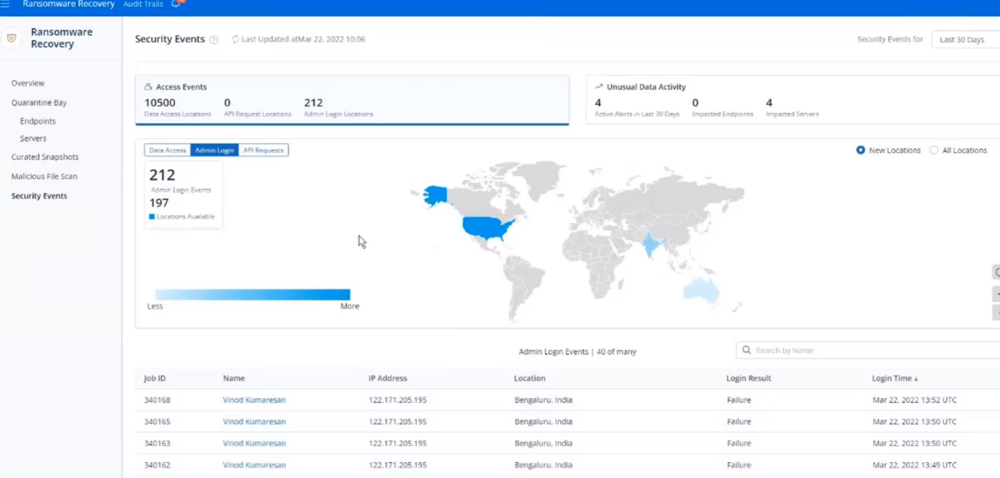 Ransomware Recovery Audit Trails
Ransomware
Recovery
Overview
Quarantine Bay
Endpoints
Servers
Curated Snapshots
Malicious File Scan
Security Events
Security Events ? Last Updated atMar 22, 2022 10:06
Security Events for Last 30 Days
Access Events
10500 0 212
Data Access Locations API Request Locations Admin Login Locations
Unusual Data Activity
4 0 4
Active Alerts in Last 30 Days Impacted Endpoints Impacted Servers
Data Access Admin Login API Requests
New Locations All Locations
212
Admin Login Events
197
Locations Available
Less More
Admin Login Events | 40 of many
Search by Name
Job ID Name IP Address Location Login Result Login Time ↓
340168 Vinod Kumaresan 122.171.205.195 Bengaluru, India Failure Mar 22, 2022 13:52 UTC
340165 Vinod Kumaresan 122.171.205.195 Bengaluru, India Failure Mar 22, 2022 13:50 UTC
340163 Vinod Kumaresan 122.171.205.195 Bengaluru, India Failure Mar 22, 2022 13:50 UTC
340162 Vinod Kumaresan 122.171.205.195 Bengaluru, India Failure Mar 22, 2022 13:49 UTC